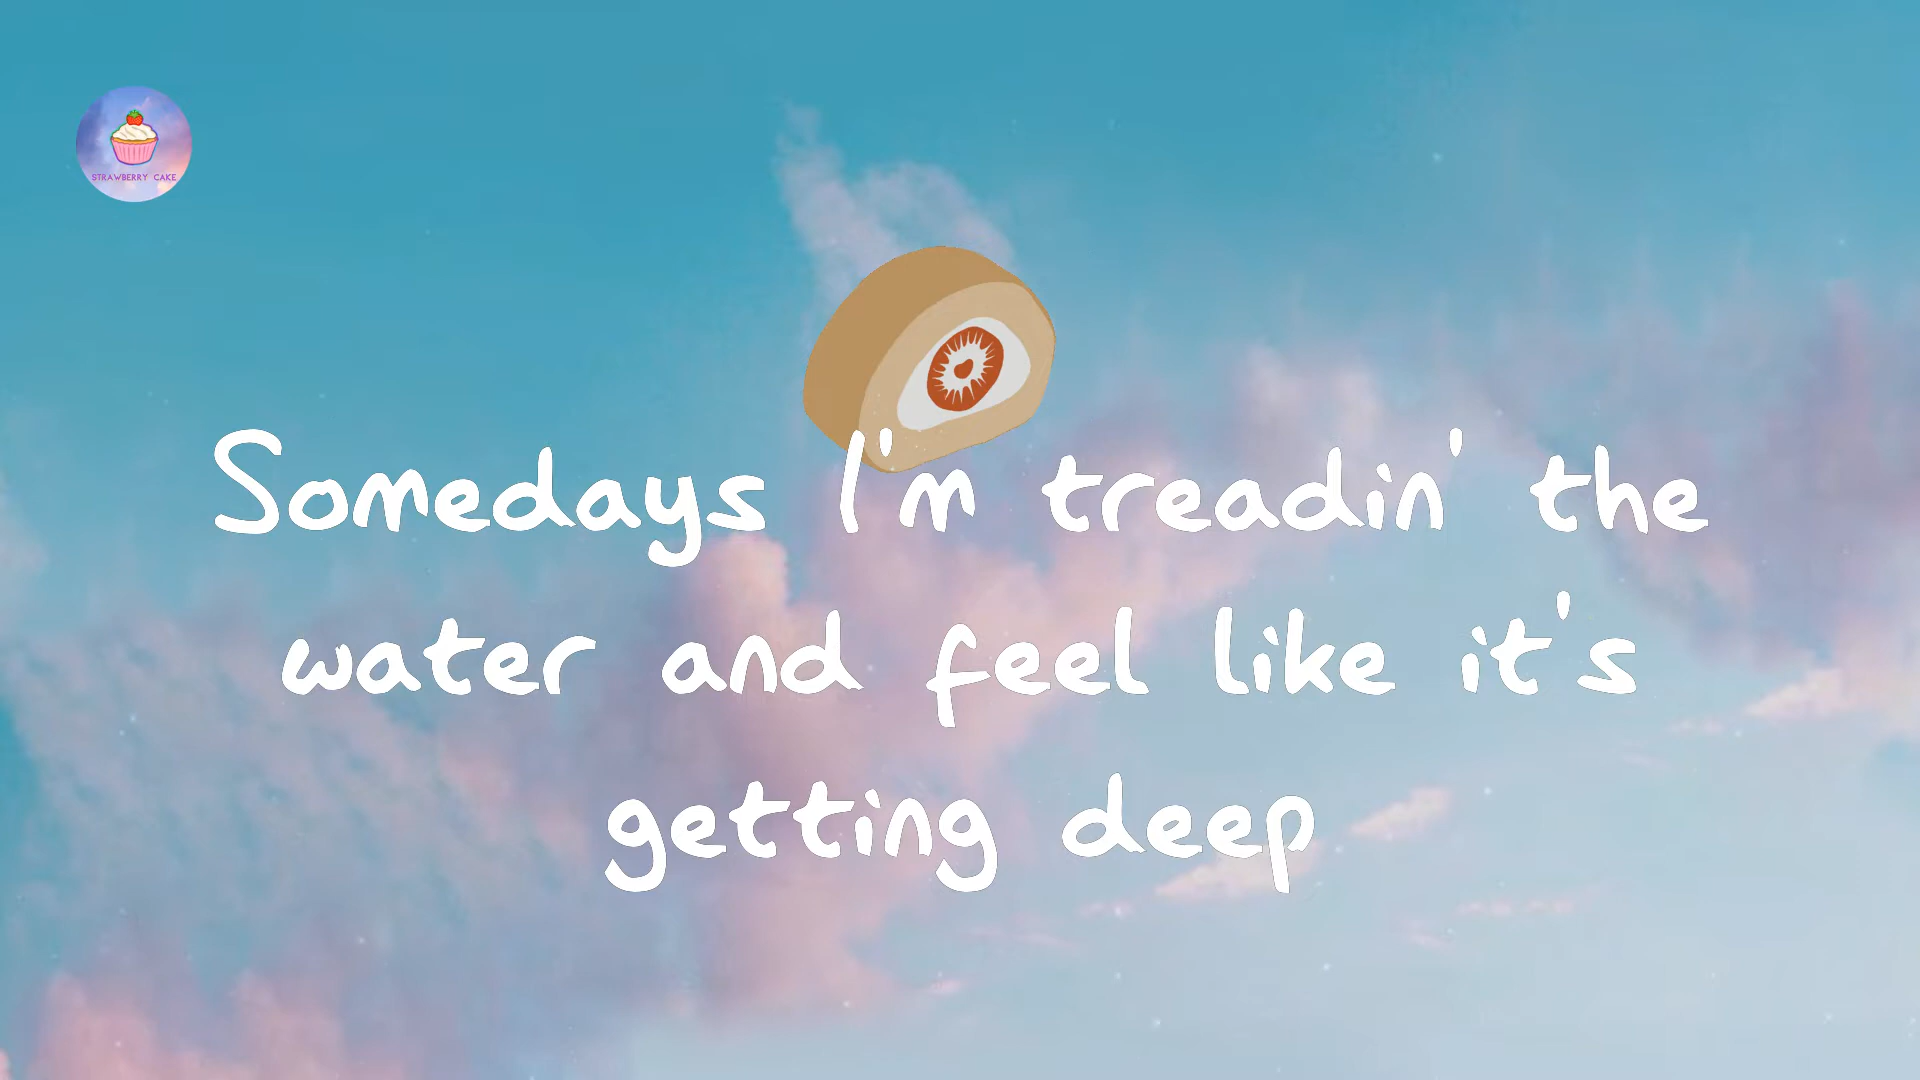 STRAWBERRY CAKE
Somedays I'm treadin' the
water and feel like it's
getting deep